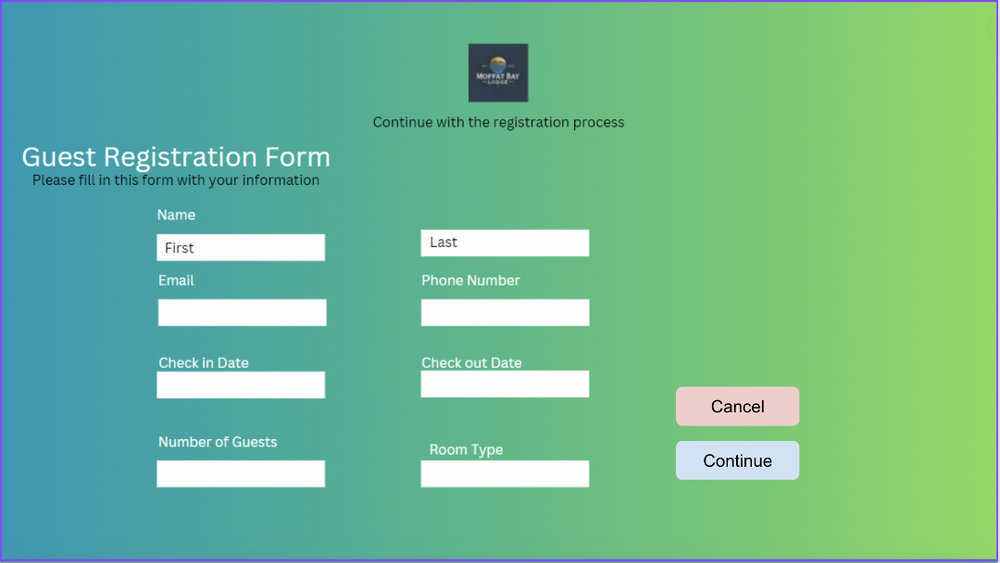 MOFFAT BAY
LODGE
Continue with the registration process
Guest Registration Form
Please fill in this form with your information
Name
First
Last
Email
Phone Number
Check in Date
Check out Date
Cancel
Number of Guests
Room Type
Continue